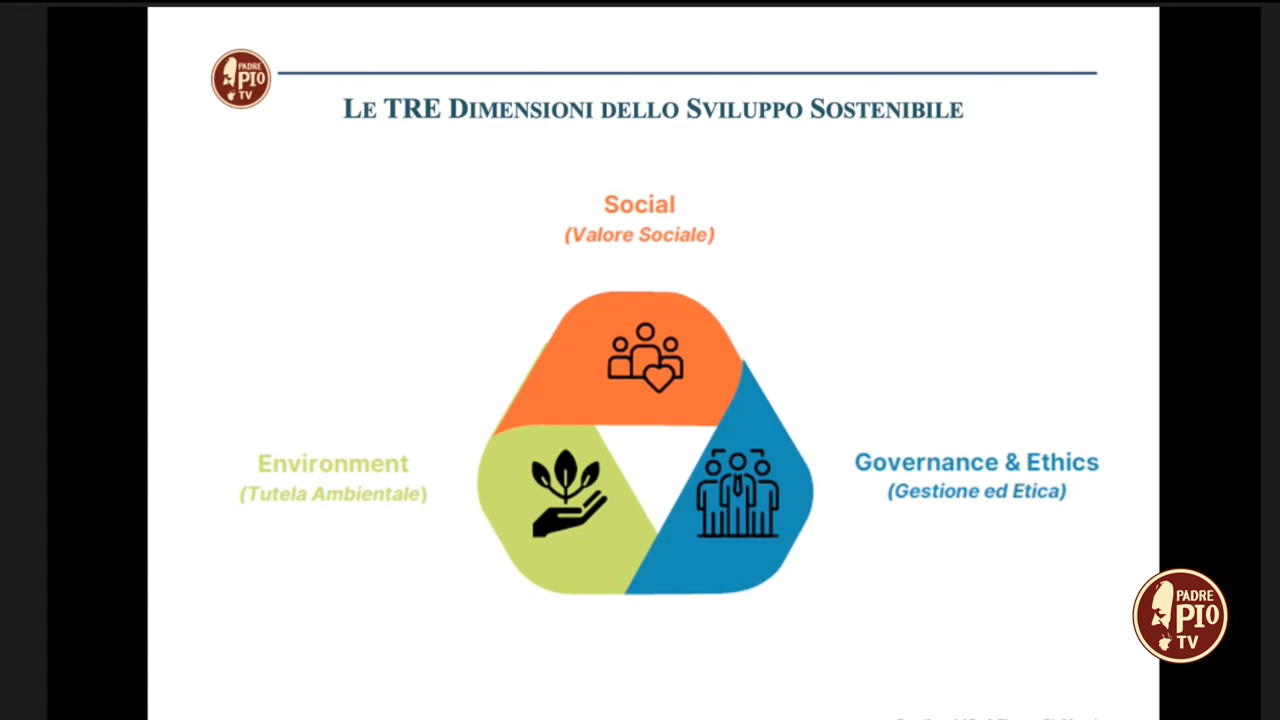 PADRE
PIO
TV
LE TRE DIMENSIONI DELLO SVILUPPO SOSTENIBILE
Social
(Valore Sociale)
Environment
(Tutela Ambientale)
Governance & Ethics
(Gestione ed Etica)
PADRE
PIO
TV